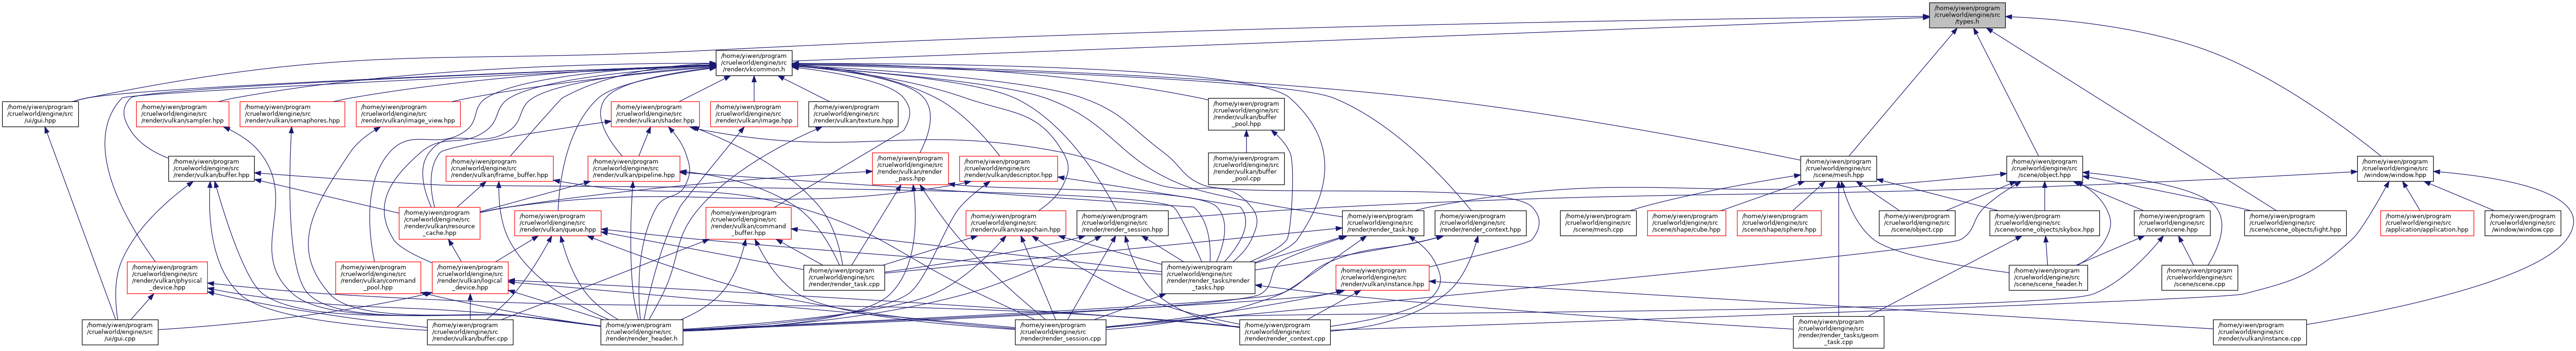 /home/yiwen/program
/cruelworld/engine/src
/types.h
/home/yiwen/program
/cruelworld/engine/src
/render/vkcommon.h
/home/yiwen/program
/cruelworld/engine/src
/ui/gui.hpp
/home/yiwen/program
/cruelworld/engine/src
/render/vulkan/sampler.hpp
/home/yiwen/program
/cruelworld/engine/src
/render/vulkan/semaphores.hpp
/home/yiwen/program
/cruelworld/engine/src
/render/vulkan/image_view.hpp
/home/yiwen/program
/cruelworld/engine/src
/render/vulkan/shader.hpp
/home/yiwen/program
/cruelworld/engine/src
/render/vulkan/image.hpp
/home/yiwen/program
/cruelworld/engine/src
/render/vulkan/texture.hpp
/home/yiwen/program
/cruelworld/engine/src
/render/vulkan/buffer
_pool.hpp
/home/yiwen/program
/cruelworld/engine/src
/render/vulkan/buffer.hpp
/home/yiwen/program
/cruelworld/engine/src
/render/vulkan/frame_buffer.hpp
/home/yiwen/program
/cruelworld/engine/src
/render/vulkan/pipeline.hpp
/home/yiwen/program
/cruelworld/engine/src
/render/vulkan/render
_pass.hpp
/home/yiwen/program
/cruelworld/engine/src
/render/vulkan/descriptor.hpp
/home/yiwen/program
/cruelworld/engine/src
/render/vulkan/buffer
_pool.cpp
/home/yiwen/program
/cruelworld/engine/src
/scene/mesh.hpp
/home/yiwen/program
/cruelworld/engine/src
/scene/object.hpp
/home/yiwen/program
/cruelworld/engine/src
/window/window.hpp
/home/yiwen/program
/cruelworld/engine/src
/render/vulkan/resource
_cache.hpp
/home/yiwen/program
/cruelworld/engine/src
/render/vulkan/queue.hpp
/home/yiwen/program
/cruelworld/engine/src
/render/vulkan/command
_buffer.hpp
/home/yiwen/program
/cruelworld/engine/src
/render/vulkan/swapchain.hpp
/home/yiwen/program
/cruelworld/engine/src
/render/render_session.hpp
/home/yiwen/program
/cruelworld/engine/src
/render/render_task.hpp
/home/yiwen/program
/cruelworld/engine/src
/render/render_context.hpp
/home/yiwen/program
/cruelworld/engine/src
/scene/mesh.cpp
/home/yiwen/program
/cruelworld/engine/src
/scene/shape/cube.hpp
/home/yiwen/program
/cruelworld/engine/src
/scene/shape/sphere.hpp
/home/yiwen/program
/cruelworld/engine/src
/scene/object.cpp
/home/yiwen/program
/cruelworld/engine/src
/scene/scene_objects/skybox.hpp
/home/yiwen/program
/cruelworld/engine/src
/scene/scene.hpp
/home/yiwen/program
/cruelworld/engine/src
/scene/scene_objects/light.hpp
/home/yiwen/program
/cruelworld/engine/src
/application/application.hpp
/home/yiwen/program
/cruelworld/engine/src
/window/window.cpp
/home/yiwen/program
/cruelworld/engine/src
/render/vulkan/physical
_device.hpp
/home/yiwen/program
/cruelworld/engine/src
/render/vulkan/command
_pool.hpp
/home/yiwen/program
/cruelworld/engine/src
/render/vulkan/logical
_device.hpp
/home/yiwen/program
/cruelworld/engine/src
/render/render_task.cpp
/home/yiwen/program
/cruelworld/engine/src
/render/render_tasks/render
_tasks.hpp
/home/yiwen/program
/cruelworld/engine/src
/render/vulkan/instance.hpp
/home/yiwen/program
/cruelworld/engine/src
/scene/scene_header.h
/home/yiwen/program
/cruelworld/engine/src
/scene/scene.cpp
/home/yiwen/program
/cruelworld/engine/src
/ui/gui.cpp
/home/yiwen/program
/cruelworld/engine/src
/render/vulkan/buffer.cpp
/home/yiwen/program
/cruelworld/engine/src
/render/render_header.h
/home/yiwen/program
/cruelworld/engine/src
/render/render_session.cpp
/home/yiwen/program
/cruelworld/engine/src
/render/render_context.cpp
/home/yiwen/program
/cruelworld/engine/src
/render/render_tasks/geom
_task.cpp
/home/yiwen/program
/cruelworld/engine/src
/render/vulkan/instance.cpp